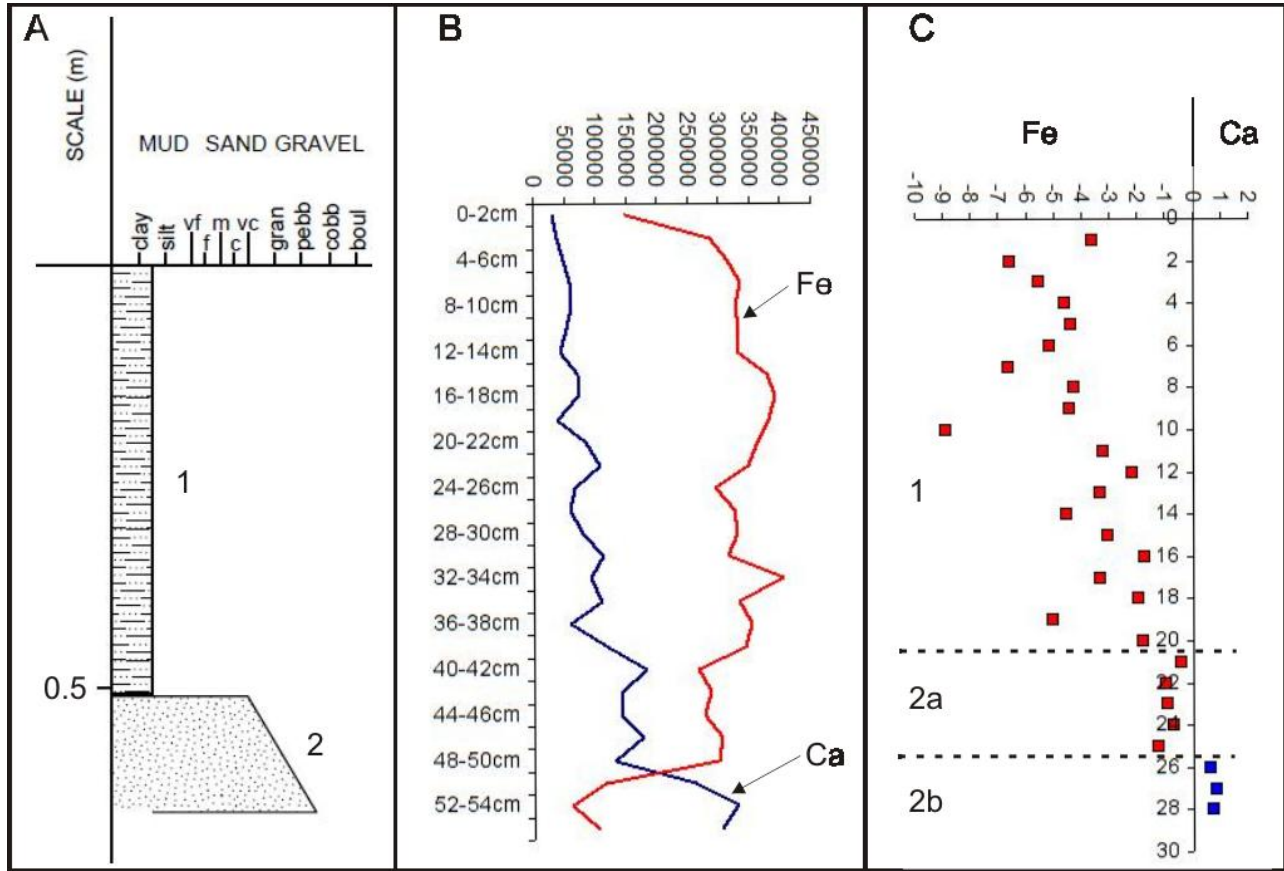 A
SCALE (m)
MUD SAND GRAVEL
clay
silt
vf
f
m
c
vc
gran
pebb
cobb
boul
1
0.5
2
B
0
50000
100000
150000
200000
250000
300000
350000
400000
450000
0-2cm
4-6cm
8-10cm
12-14cm
16-18cm
20-22cm
24-26cm
28-30cm
32-34cm
36-38cm
40-42cm
44-46cm
48-50cm
52-54cm
Fe
Ca
C
Fe Ca
-10 -9 -8 -7 -6 -5 -4 -3 -2 -1 0 1 2
0
2
4
6
8
10
12
14
16
18
20
22
24
26
28
30
1
2a
2b